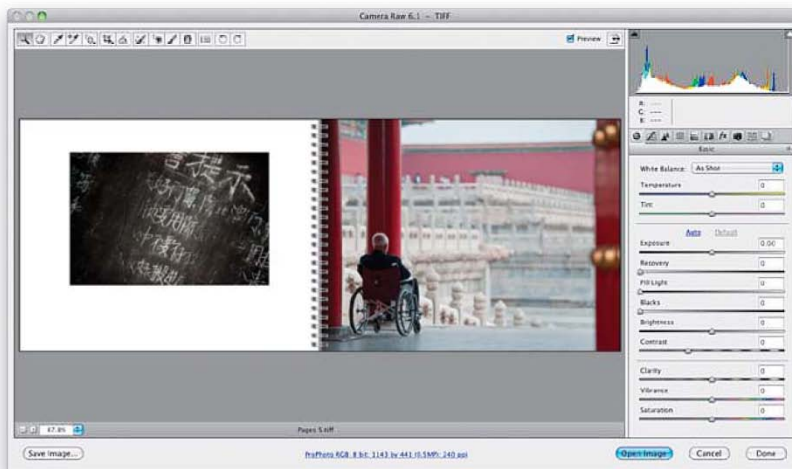 Camera Raw 6.1 – TIFF
Preview
R: ---
G: ---
B: ---
Basic
White Balance: As Shot
Temperature 0
Tint 0
Auto Default
Exposure 0.00
Recovery 0
Fill Light 0
Blacks 0
Brightness 0
Contrast 0
Clarity 0
Vibrance 0
Saturation 0
提示
67.8% Pages 5.tiff
Save Image... ProPhoto RGB; 8 bit; 1143 by 441 (0.5MP); 240 ppi Open Image Cancel Done